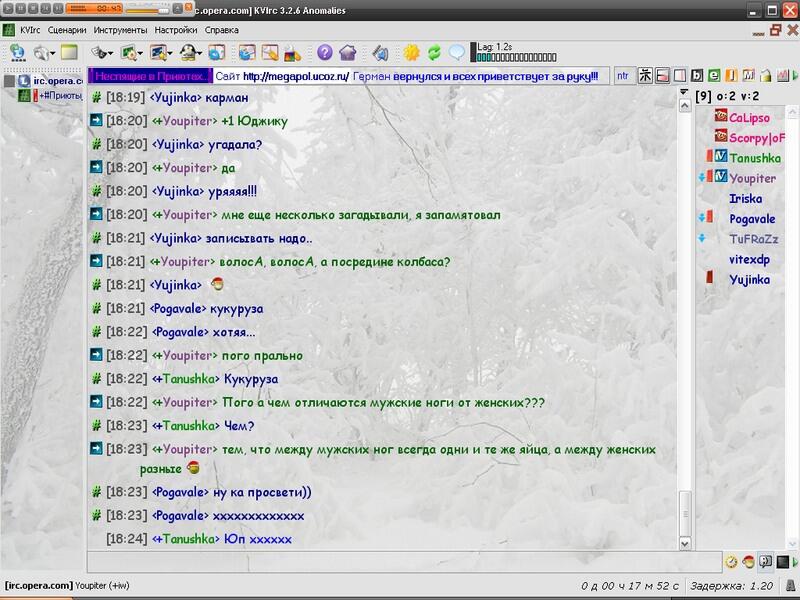 00:43
[c.opera.com] KVIrc 3.2.6 Anomalies
KVIrc Сценарии Инструменты Настройки Справка
Lag: 1.2s
irc.opera.co
+#Приюты
Неспящие в Приютех.. Сайт http://megapol.ucoz.ru/ Герман вернулся и всех приветствует за руку!!! ntr
[9] o:2 v:2
CaLipso
Scorpy|oF
Tanushka
Youpiter
Iriska
Pogavale
TuFRaZz
vitexdp
Yujinka
[18:19] <Yujinka> карман
[18:20] <+Youpiter> +1 Юджику
[18:20] <Yujinka> угадала?
[18:20] <+Youpiter> да
[18:20] <Yujinka> уряяяя!!!
[18:20] <+Youpiter> мне еще несколько загадывали, я запамятовал
[18:21] <Yujinka> записывать надо..
[18:21] <+Youpiter> волосА, волосА, а посредине колбаса?
[18:21] <Yujinka>
[18:21] <Pogavale> кукуруза
[18:22] <Pogavale> хотяя...
[18:22] <+Youpiter> пого прально
[18:22] <+Tanushka> Кукуруза
[18:22] <+Youpiter> Пого а чем отличаются мужские ноги от женских???
[18:23] <+Tanushka> Чем?
[18:23] <+Youpiter> тем, что между мужских ног всегда одни и те же яйца, а между женских
разные
[18:23] <Pogavale> ну ка просвети))
[18:23] <Pogavale> ххххххххххххх
[18:24] <+Tanushka> Юп хххххх
[irc.opera.com] Youpiter (+iw) 0 д 00 ч 17 м 52 с Задержка: 1.20